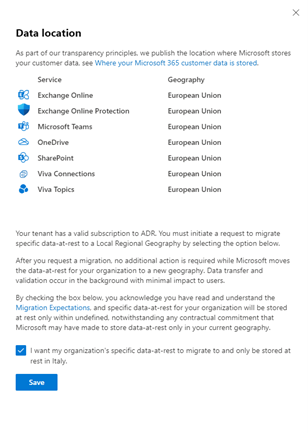 Data location
As part of our transparency principles, we publish the location where Microsoft stores
your customer data, see Where your Microsoft 365 customer data is stored.
Service Geography
Exchange Online European Union
Exchange Online Protection European Union
Microsoft Teams European Union
OneDrive European Union
SharePoint European Union
Viva Connections European Union
Viva Topics European Union
Your tenant has a valid subscription to ADR. You must initiate a request to migrate
specific data-at-rest to a Local Regional Geography by selecting the option below.
After you request a migration, no additional action is required while Microsoft moves
the data-at-rest for your organization to a new geography. Data transfer and
validation occur in the background with minimal impact to users.
By checking the box below, you acknowledge you have read and understand the
Migration Expectations, and specific data-at-rest for your organization will be stored
at rest only within undefined, notwithstanding any contractual commitment that
Microsoft may have made to store data-at-rest only in your current geography.
I want my organization's specific data-at-rest to migrate to and only be stored at
rest in Italy.
Save